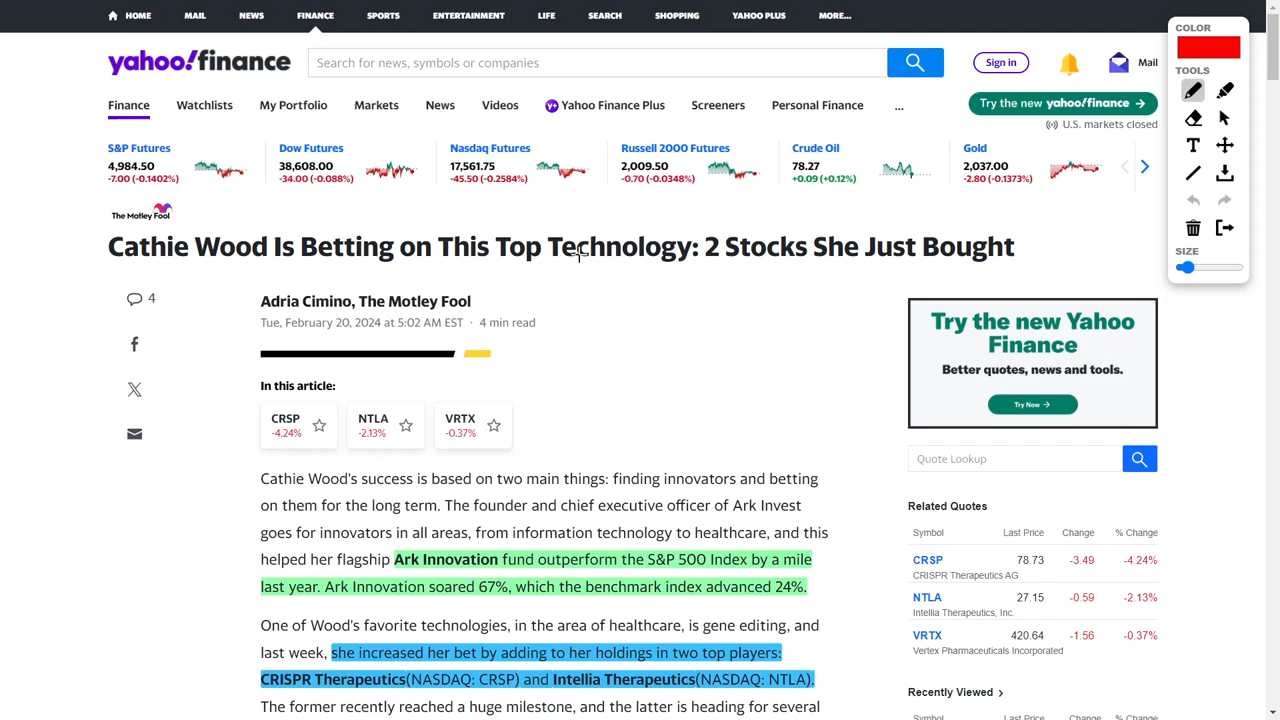 HOME MAIL NEWS FINANCE SPORTS ENTERTAINMENT LIFE SEARCH SHOPPING YAHOO PLUS MORE...
yahoo!finance
Search for news, symbols or companies
Sign in
Mail
Finance Watchlists My Portfolio Markets News Videos Yahoo Finance Plus Screeners Personal Finance ...
Try the new yahoo!finance →
U.S. markets closed
S&P Futures
4,984.50
-7.00 (-0.1402%)
Dow Futures
38,608.00
-34.00 (-0.088%)
Nasdaq Futures
17,561.75
-45.50 (-0.2584%)
Russell 2000 Futures
2,009.50
-0.70 (-0.0348%)
Crude Oil
78.27
+0.09 (+0.12%)
Gold
2,037.00
-2.80 (-0.1373%)
The Motley Fool
Cathie Wood Is Betting on This Top Technology: 2 Stocks She Just Bought
4
Adria Cimino, The Motley Fool
Tue, February 20, 2024 at 5:02 AM EST · 4 min read
In this article:
CRSP
-4.24%
NTLA
-2.13%
VRTX
-0.37%
Cathie Wood's success is based on two main things: finding innovators and betting
on them for the long term. The founder and chief executive officer of Ark Invest
goes for innovators in all areas, from information technology to healthcare, and this
helped her flagship Ark Innovation fund outperform the S&P 500 Index by a mile
last year. Ark Innovation soared 67%, which the benchmark index advanced 24%.
One of Wood's favorite technologies, in the area of healthcare, is gene editing, and
last week, she increased her bet by adding to her holdings in two top players:
CRISPR Therapeutics(NASDAQ: CRSP) and Intellia Therapeutics(NASDAQ: NTLA).
The former recently reached a huge milestone, and the latter is heading for several
Try the new Yahoo
Finance
Better quotes, news and tools.
Try Now →
Quote Lookup
Related Quotes
Symbol Last Price Change % Change
CRSP 78.73 -3.49 -4.24%
CRISPR Therapeutics AG
NTLA 27.15 -0.59 -2.13%
Intellia Therapeutics, Inc.
VRTX 420.64 -1.56 -0.37%
Vertex Pharmaceuticals Incorporated
Recently Viewed
Symbol Last Price Change % Change
COLOR
TOOLS
SIZE